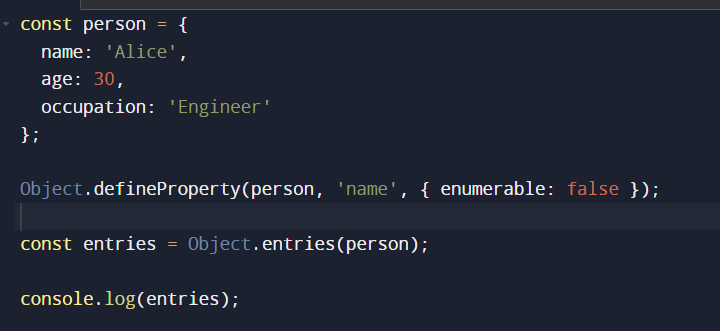 const person = {
  name: 'Alice',
  age: 30,
  occupation: 'Engineer'
};
Object.defineProperty(person, 'name', { enumerable: false });
const entries = Object.entries(person);
console.log(entries);